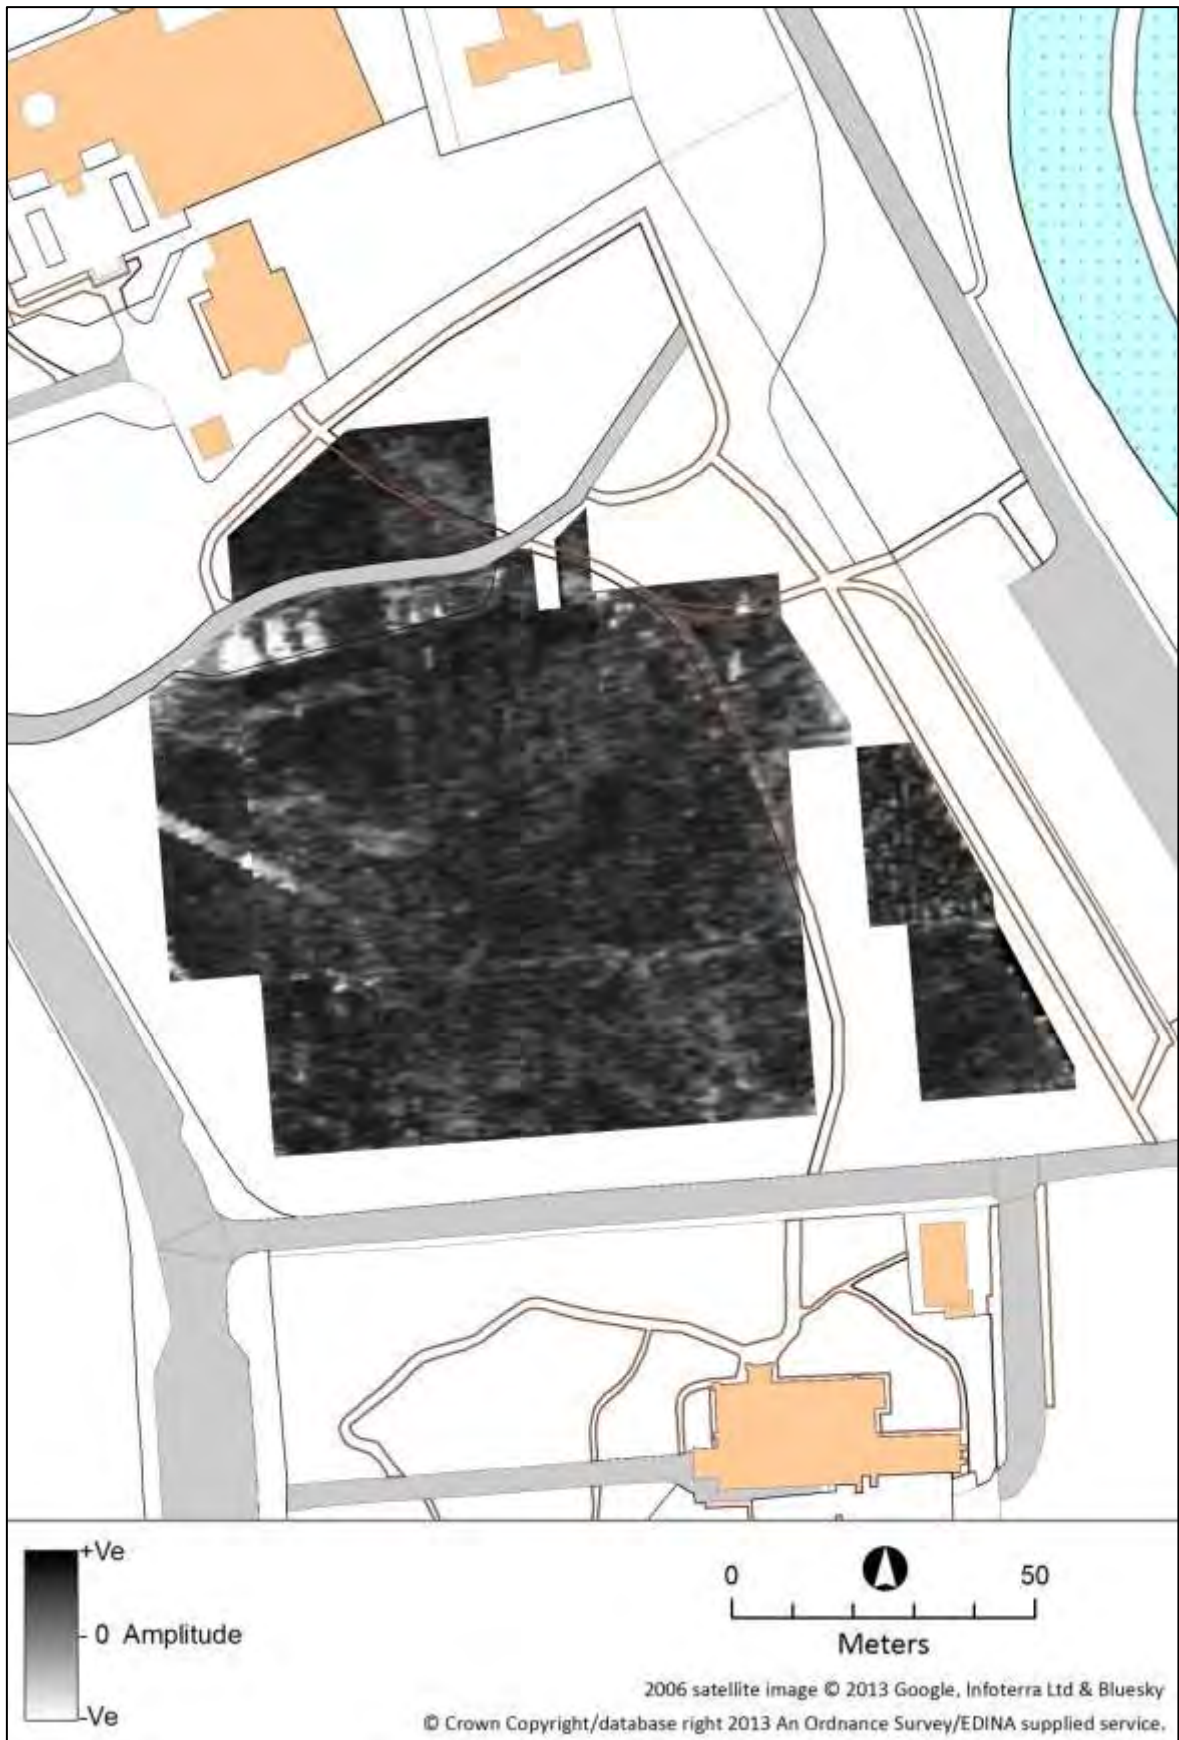 +Ve
- 0 Amplitude
-Ve
0 50
Meters
2006 satellite image © 2013 Google, Infoterra Ltd & Bluesky
© Crown Copyright/database right 2013 An Ordnance Survey/EDINA supplied service.